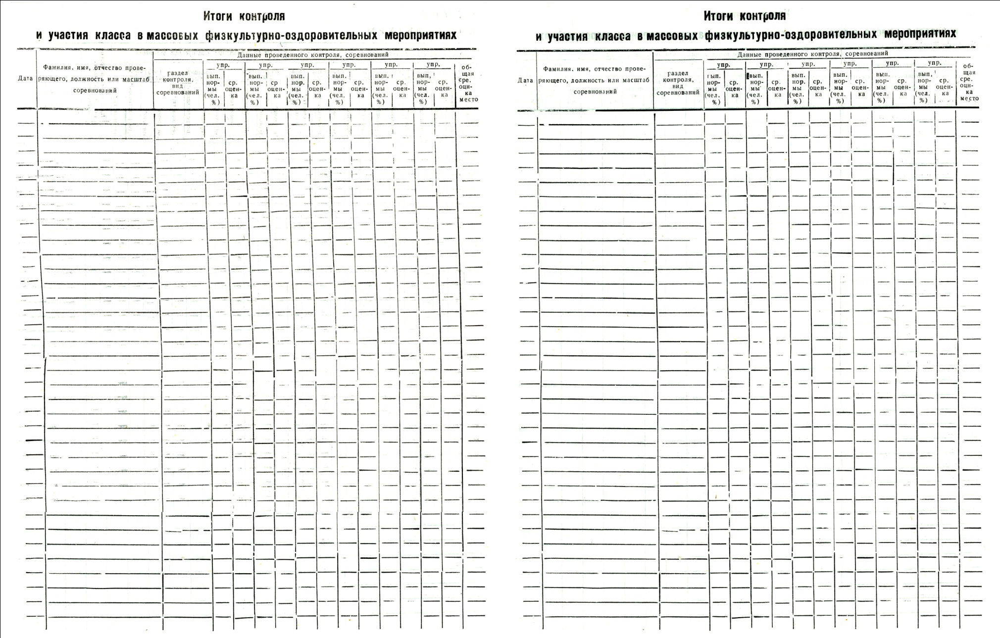 Итоги контроля
и участия класса в массовых физкультурно-оздоровительных мероприятиях
Дата
Фамилия, имя, отчество прове-
ряющего, должность или масштаб
соревнований
раздел
контроля,
вид
соревнований
Данные проведенного контроля, соревнований
упр. упр. упр. упр. упр. упр.
вып.
нор-
мы
(чел.
%)
ср.
оцен-
ка
вып.
нор-
мы
(чел.
%)
ср
оцен-
ка
вып.
нор.
мы
(чел.
%)
ср.
оцен-
ка
вып.
нор-
мы
(чел.
%)
ср.
оцен-
ка
вып.
нор-
мы
(чел.
%)
ср.
оцен-
ка
вып,
нор-
мы
(чел.
%)
ср.
оцен-
ка
об-
щая
сре.
оцн-
ка
место
Итоги контроля
и участия класса в массовых физкультурно-оздоровительных мероприятиях
Дата
Фамилия, имя, отчество прове-
ряющего, должность или масштаб
соревнований
раздел
контроля,
вид
соревнований
Данные проведенного контроля, соревнований
упр. упр. упр. упр. упр. упр.
вып.
нор-
мы
(чел.
%)
ср.
оцен-
ка
вып.
нор-
мы
(чел.
%)
ср.
оцен-
ка
вып.
нор.
мы
(чел.
%)
ср.
оцен-
ка
вып.
нор-
мы
(чел.
%)
ср.
оцен-
ка
вып.
нор-
мы
(чел.
%)
ср.
оцен-
ка
вып,
нор-
мы
(чел.
%)
ср.
оцен-
ка
об-
щая
сре.
оцн-
ка
место